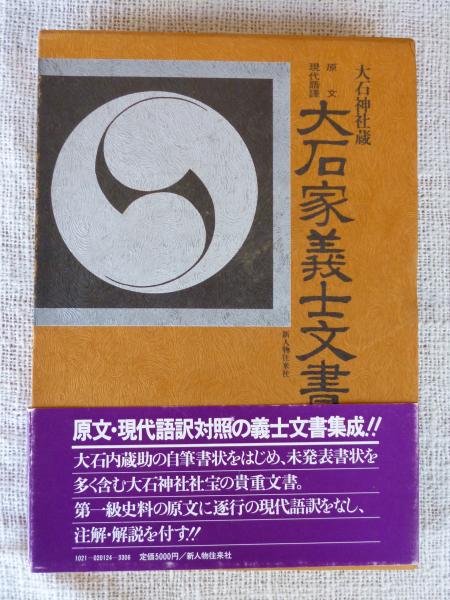 大石神社蔵
原文
現代語譯
大石家義士文書
新人物往来社
原文・現代語訳対照の義士文書集成!!
大石内蔵助の自筆書状をはじめ、未発表書状を
多く含む大石神社社宝の貴重文書。
第一級史料の原文に逐行の現代語訳をなし、
注解・解説を付す!!
1021-020124-3306 定価5000円/新人物往来社